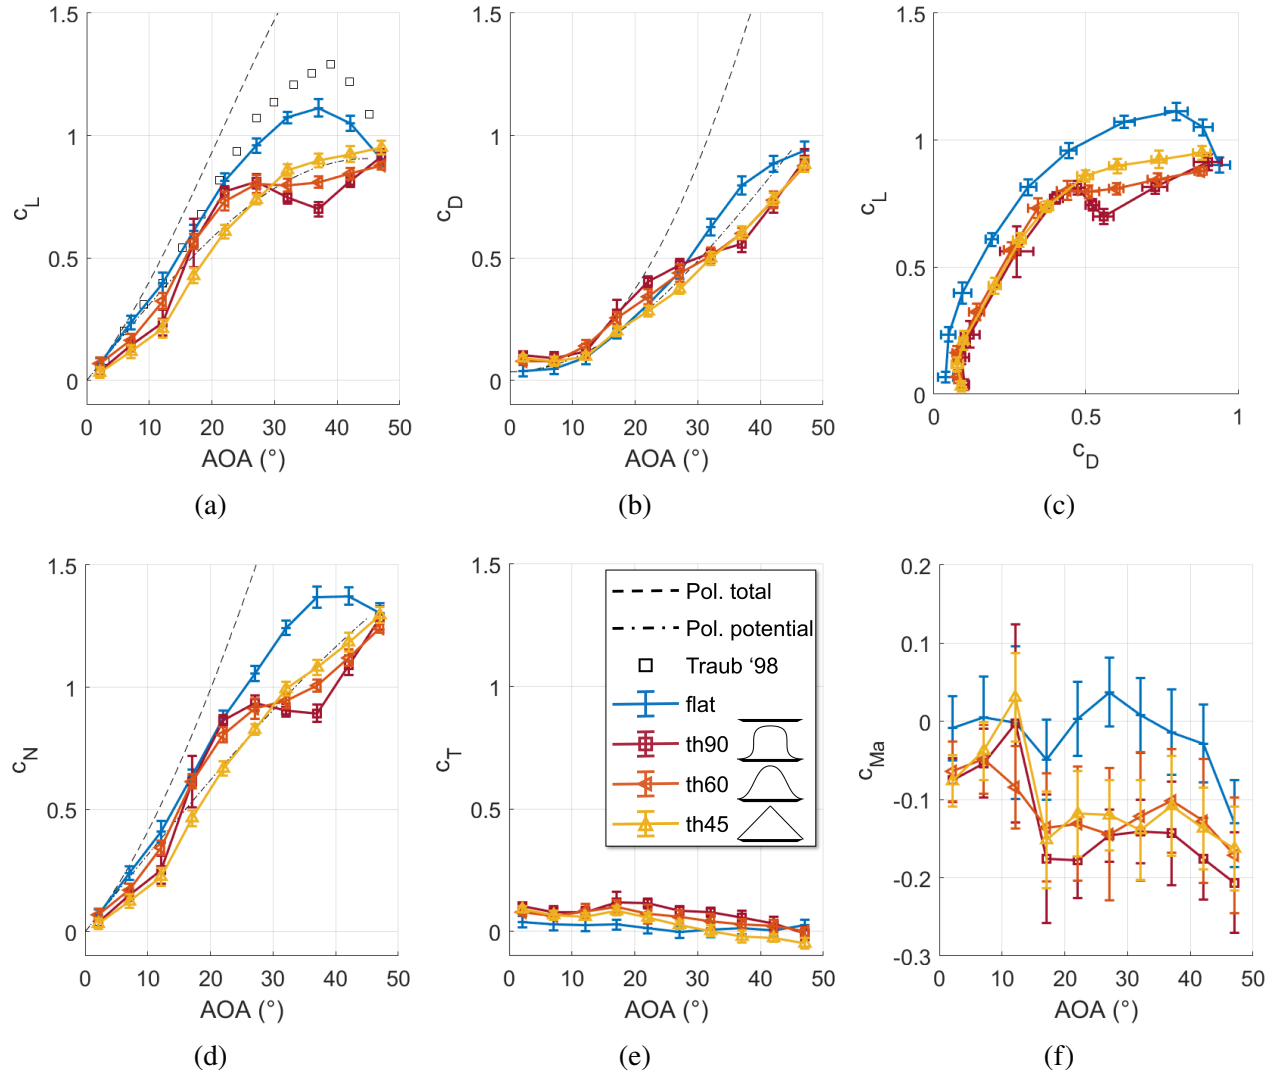 1.5
1
0.5
0
c_L
0 10 20 30 40 50
AOA (°)
(a)
1.5
1
0.5
0
c_D
0 10 20 30 40 50
AOA (°)
(b)
1.5
1
0.5
0
c_L
0 0.5 1
c_D
(c)
1.5
1
0.5
0
c_N
0 10 20 30 40 50
AOA (°)
(d)
1.5
1
0.5
0
c_T
Pol. total
Pol. potential
Traub ‘98
flat
th90
th60
th45
0 10 20 30 40 50
AOA (°)
(e)
0.2
0.1
0
-0.1
-0.2
-0.3
c_Ma
0 10 20 30 40 50
AOA (°)
(f)